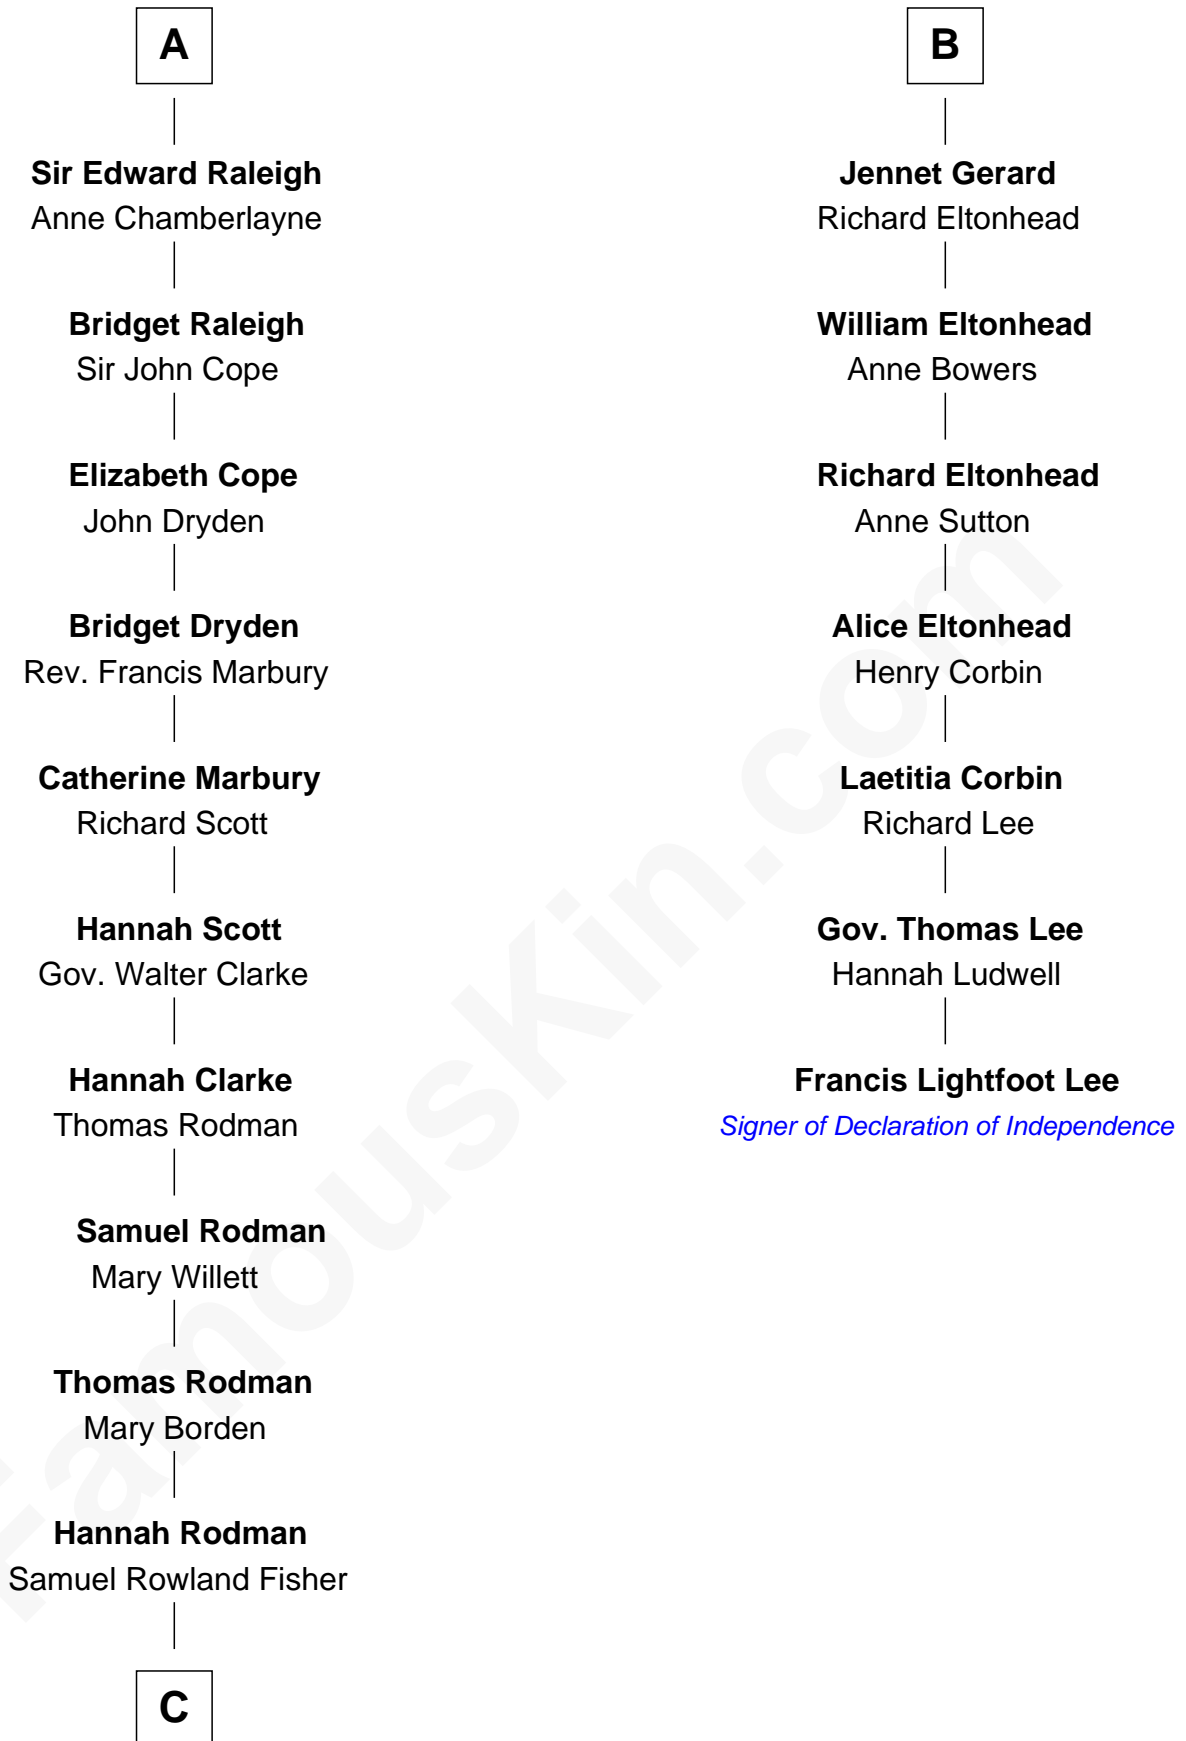 A
Sir Edward Raleigh
Anne Chamberlayne
Bridget Raleigh
Sir John Cope
Elizabeth Cope
John Dryden
Bridget Dryden
Rev. Francis Marbury
Catherine Marbury
Richard Scott
Hannah Scott
Gov. Walter Clarke
Hannah Clarke
Thomas Rodman
Samuel Rodman
Mary Willett
Thomas Rodman
Mary Borden
Hannah Rodman
Samuel Rowland Fisher
C
B
Jennet Gerard
Richard Eltonhead
William Eltonhead
Anne Bowers
Richard Eltonhead
Anne Sutton
Alice Eltonhead
Henry Corbin
Laetitia Corbin
Richard Lee
Gov. Thomas Lee
Hannah Ludwell
Francis Lightfoot Lee
Signer of Declaration of Independence
FamousKin.com